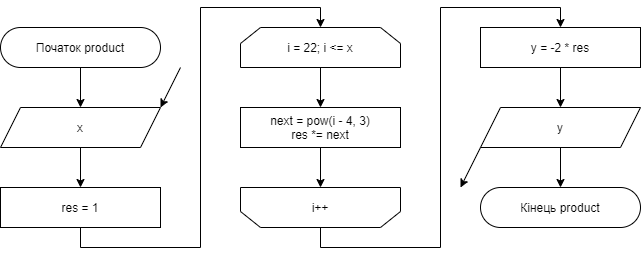 Початок product
x
res = 1
i = 22; i <= x
next = pow(i - 4, 3)
res *= next
i++
y = -2 * res
y
Кінець product